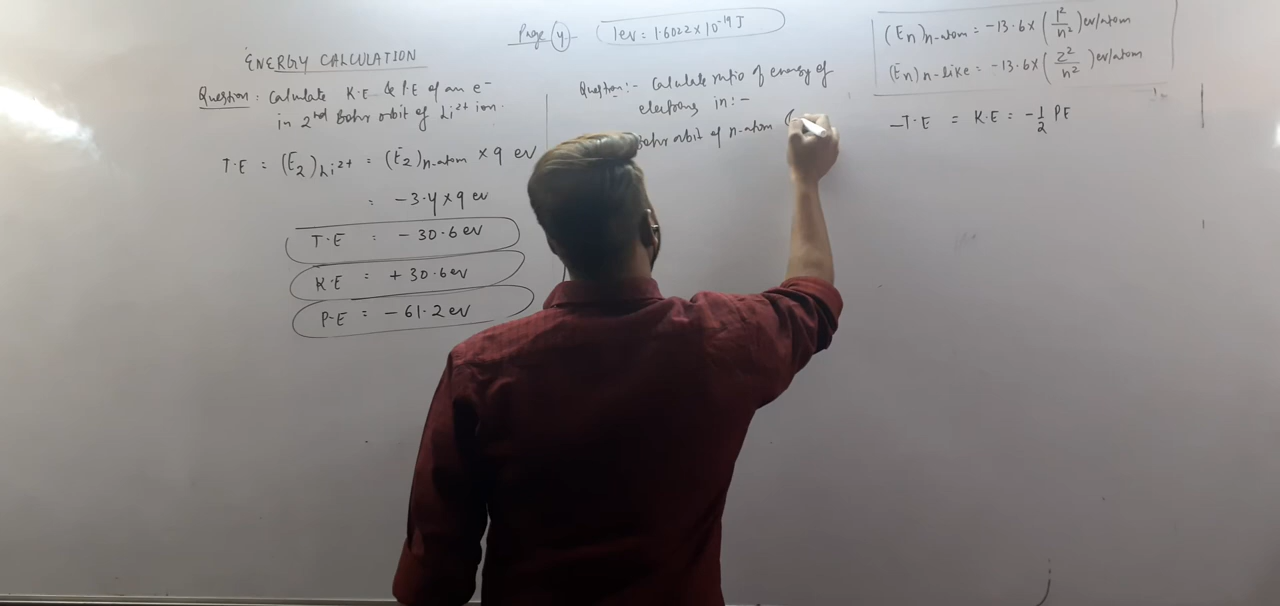 Page 4
1ev = 1.6022 x 10^-19 J
(En)n-atom = -13.6 x (1²/n²) ev/atom
(En)n-like = -13.6 x (Z²/n²) ev/atom
ENERGY CALCULATION
Question : Calculate K.E & P.E of an e⁻
in 2nd Bohr orbit of Li²⁺ ion.
T.E = (E₂)Li²⁺ = (E₂)n-atom x 9 ev
= -3.4 x 9 ev
T.E = -30.6 ev
K.E = +30.6 ev
P.E = -61.2 ev
Question :- Calculate ratio of energy of
electrons in :-
Bohr orbit of n-atom (
-T.E = K.E = -1/2 PE